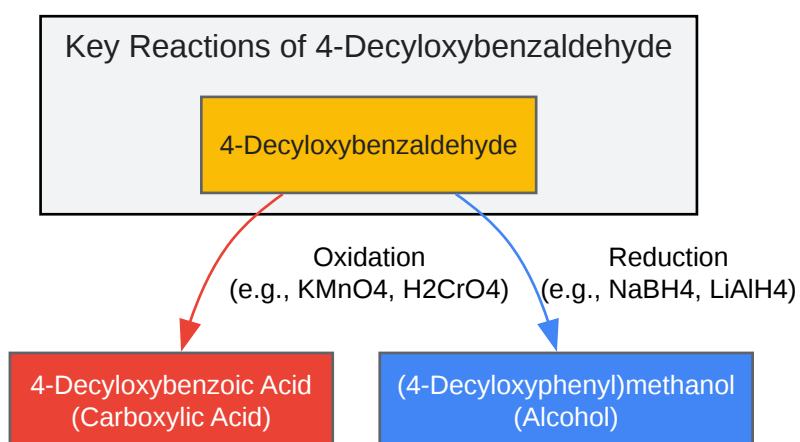 Key Reactions of 4-Decyloxybenzaldehyde
4-Decyloxybenzaldehyde
Oxidation
(e.g., KMnO4, H2CrO4)
Reduction
(e.g., NaBH4, LiAlH4)
4-Decyloxybenzoic Acid
(Carboxylic Acid)
(4-Decyloxyphenyl)methanol
(Alcohol)